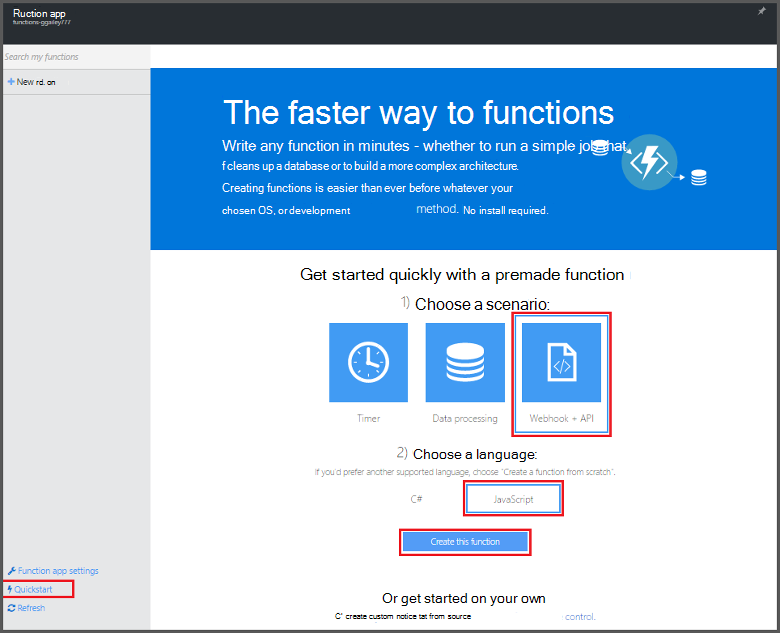 Ruction app
functions-ggailey777
Search my functions
New rd. on
The faster way to functions
Write any function in minutes - whether to run a simple job that
f cleans up a database or to build a more complex architecture.
Creating functions is easier than ever before whatever your
chosen OS, or development method. No install required.
Get started quickly with a premade function
1) Choose a scenario:
Timer Data processing Webhook + API
2) Choose a language:
If you'd prefer another supported language, choose "Create a function from scratch".
C# JavaScript
Create this function
Function app settings
Quickstart
Refresh
Or get started on your own
C' create custom notice tat from source control.